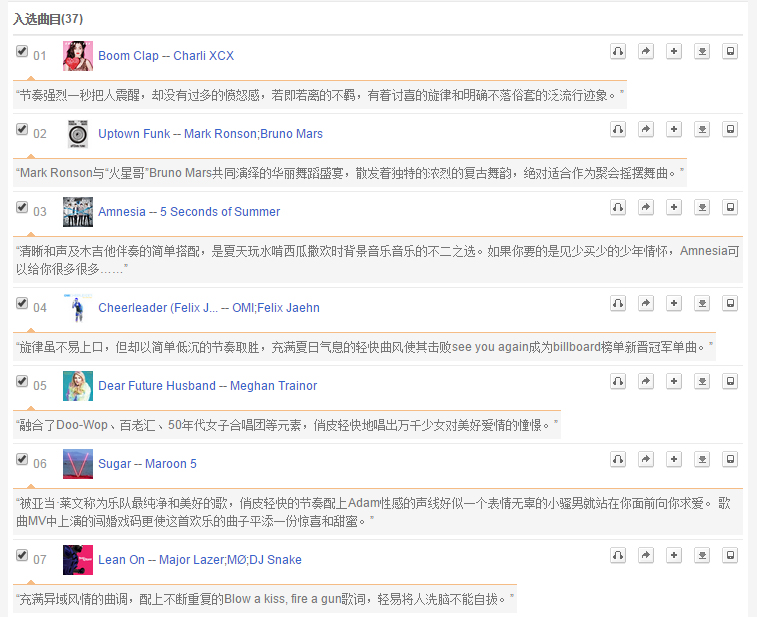 入选曲目(37)
01 Boom Clap -- Charli XCX
“节奏强烈一秒把人震醒，却没有过多的愤怒感，若即若离的不羁，有着讨喜的旋律和明确不落俗套的泛流行迹象。”
02 Uptown Funk -- Mark Ronson;Bruno Mars
“Mark Ronson与“火星哥”Bruno Mars共同演绎的华丽舞蹈盛宴，散发着独特的浓烈的复古舞韵，绝对适合作为聚会摇摆舞曲。”
03 Amnesia -- 5 Seconds of Summer
“清晰和声及木吉他伴奏的简单搭配，是夏天玩水啃西瓜撒欢时背景音乐音乐的不二之选。如果你要的是见少买少的少年情怀，Amnesia可
以给你很多很多……”
04 Cheerleader (Felix J... -- OMI;Felix Jaehn
“旋律虽不易上口，但却以简单低沉的节奏取胜，充满夏日气息的轻快曲风使其击败see you again成为billboard榜单新晋冠军单曲。”
05 Dear Future Husband -- Meghan Trainor
“融合了Doo-Wop、百老汇、50年代女子合唱团等元素，俏皮轻快地唱出万千少女对美好爱情的憧憬。”
06 Sugar -- Maroon 5
“被亚当·莱文称为乐队最纯净和美好的歌，俏皮轻快的节奏配上Adam性感的声线好似一个表情无辜的小骚男就站在你面前向你求爱。 歌
曲MV中上演的闯婚戏码更使这首欢乐的曲子平添一份惊喜和甜蜜。”
07 Lean On -- Major Lazer;MØ;DJ Snake
“充满异域风情的曲调，配上不断重复的Blow a kiss, fire a gun歌词，轻易将人洗脑不能自拔。”